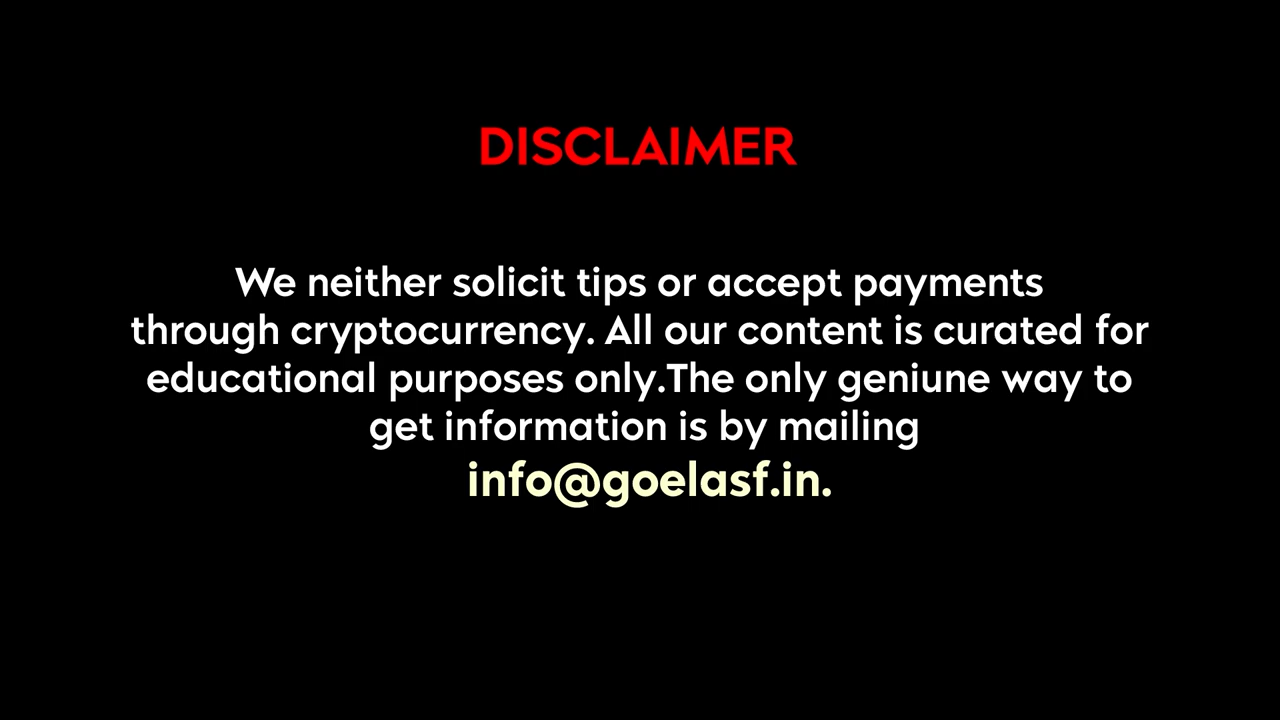 DISCLAIMER
We neither solicit tips or accept payments
through cryptocurrency. All our content is curated for
educational purposes only.The only geniune way to
get information is by mailing
info@goelasf.in.